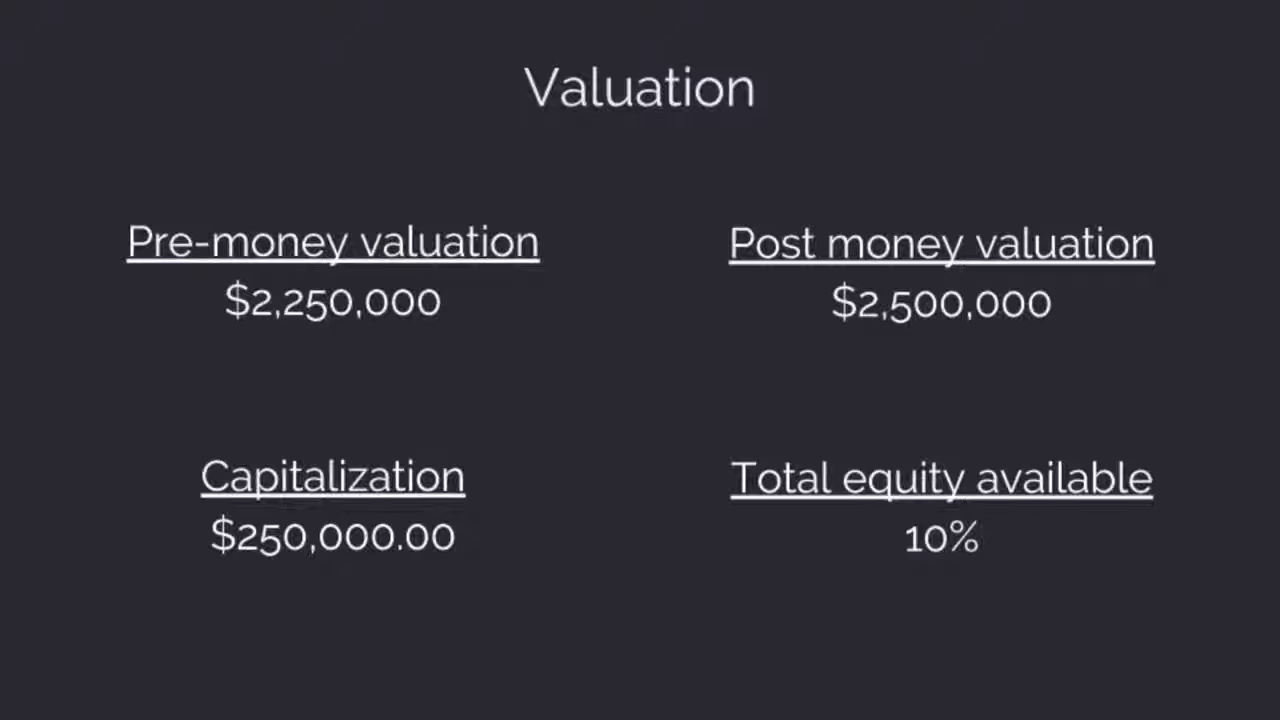 Valuation
Pre-money valuation
$2,250,000
Post money valuation
$2,500,000
Capitalization
$250,000.00
Total equity available
10%